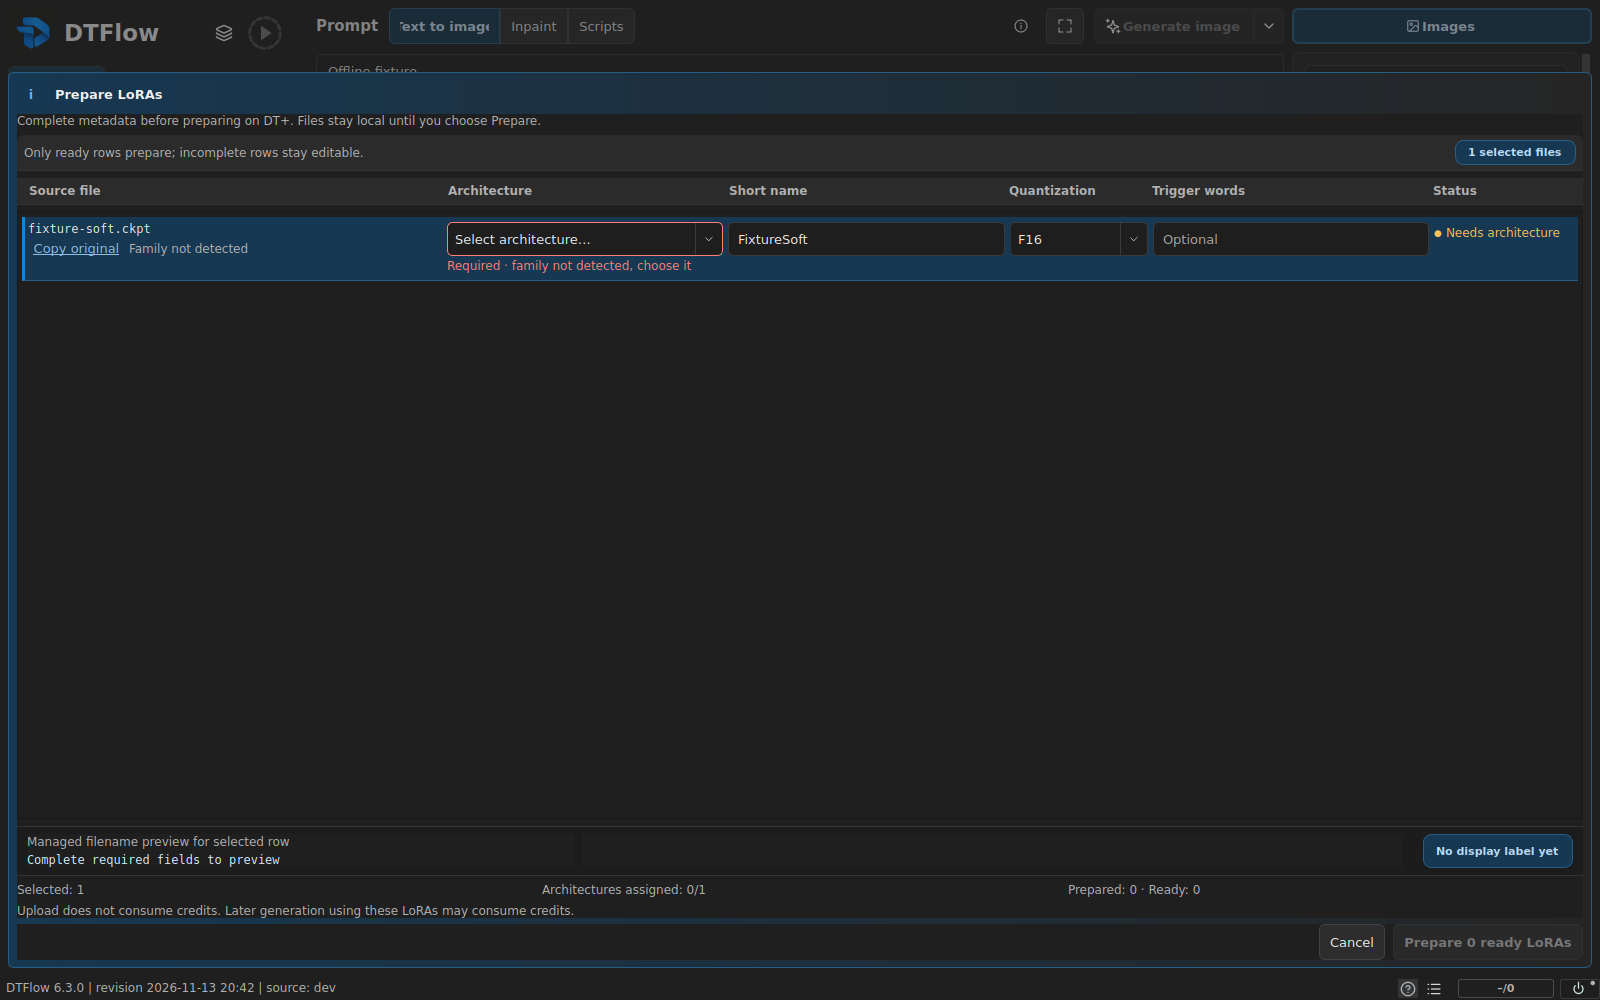 DTFlow
Prompt
Text to image
Inpaint
Scripts
Generate image
Images
Offline fixture
i Prepare LoRAs
Complete metadata before preparing on DT+. Files stay local until you choose Prepare.
Only ready rows prepare; incomplete rows stay editable.
1 selected files
Source file Architecture Short name Quantization Trigger words Status
fixture-soft.ckpt
Copy original Family not detected
Select architecture...
Required · family not detected, choose it
FixtureSoft
F16
Optional
Needs architecture
Managed filename preview for selected row
Complete required fields to preview
No display label yet
Selected: 1
Architectures assigned: 0/1
Prepared: 0 · Ready: 0
Upload does not consume credits. Later generation using these LoRAs may consume credits.
Cancel
Prepare 0 ready LoRAs
DTFlow 6.3.0 | revision 2026-11-13 20:42 | source: dev
-/0